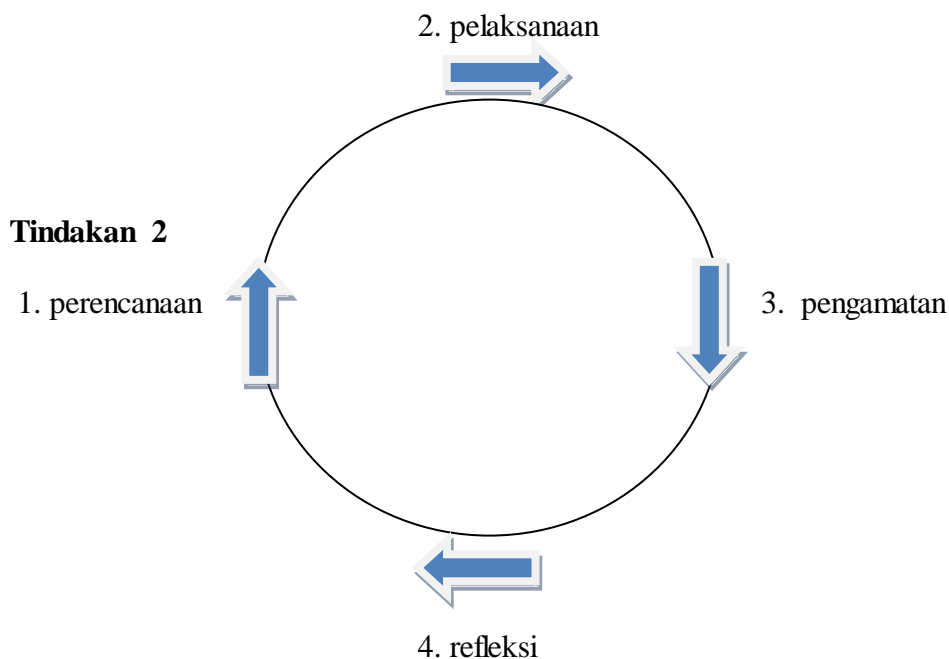 2. pelaksanaan
Tindakan 2
1. perencanaan
3. pengamatan
4. refleksi